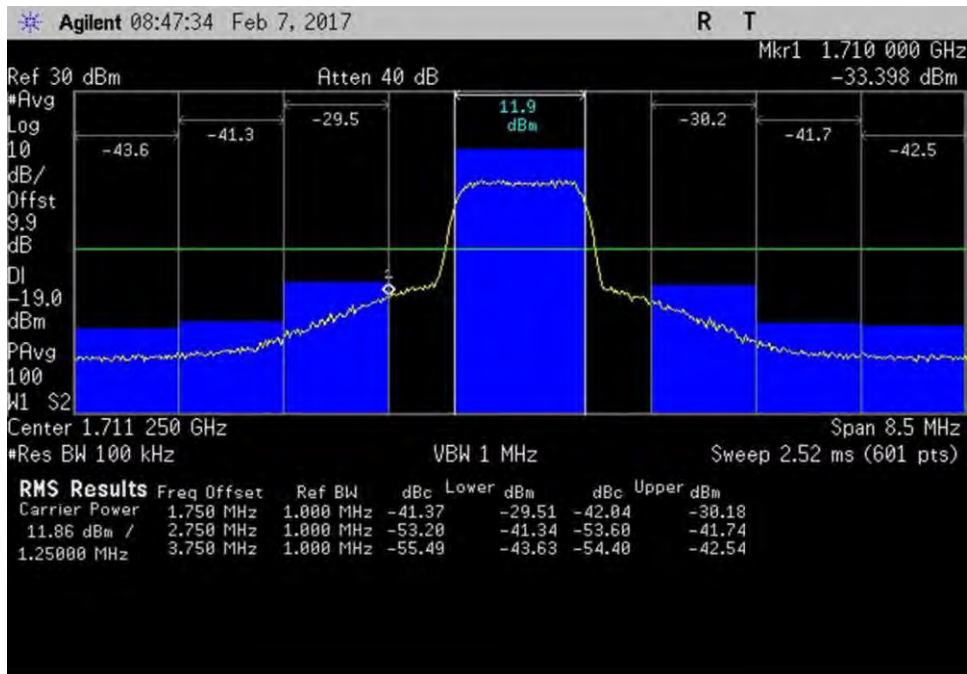 Agilent 08:47:34 Feb 7, 2017 R T
Mkr1 1.710 000 GHz
Ref 30 dBm Atten 40 dB -33.398 dBm
#Avg
Log
10
dB/
Offst
9.9
dB
DI
-19.0
dBm
PAvg
100
W1 S2
-43.6 -41.3 -29.5 11.9 dBm -30.2 -41.7 -42.5
1
Center 1.711 250 GHz Span 8.5 MHz
#Res BW 100 kHz VBW 1 MHz Sweep 2.52 ms (601 pts)
RMS Results Freq Offset Ref BW dBc Lower dBm dBc Upper dBm
Carrier Power 1.750 MHz 1.000 MHz -41.37 -29.51 -42.04 -30.18
11.86 dBm / 2.750 MHz 1.000 MHz -53.20 -41.34 -53.60 -41.74
1.25000 MHz 3.750 MHz 1.000 MHz -55.49 -43.63 -54.40 -42.54